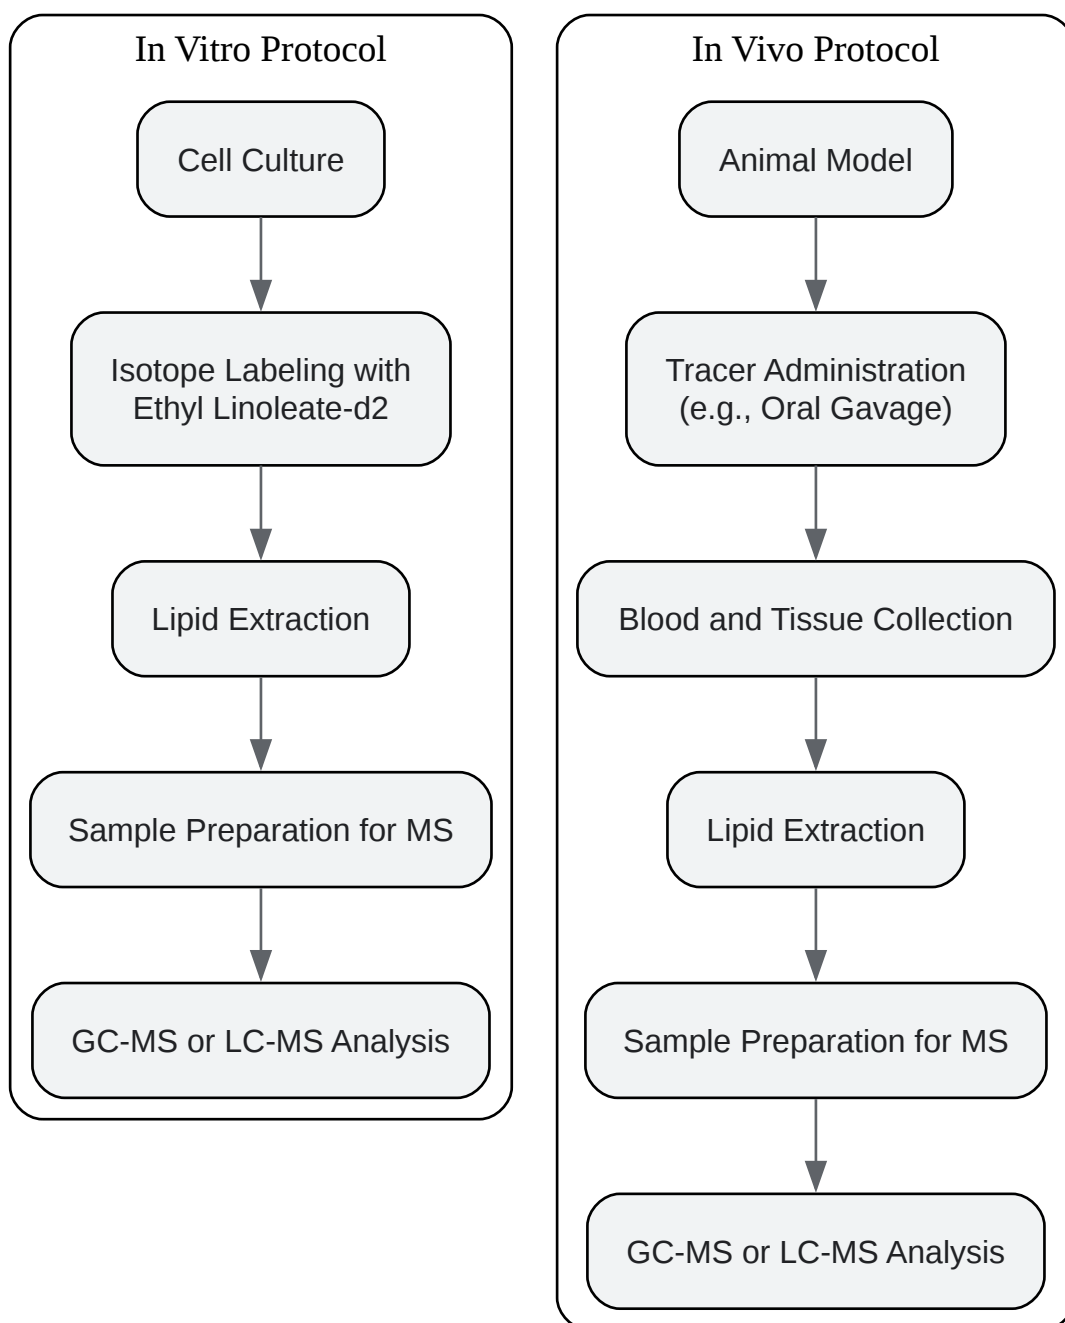 In Vitro Protocol
Cell Culture
Isotope Labeling with
Ethyl Linoleate-d2
Lipid Extraction
Sample Preparation for MS
GC-MS or LC-MS Analysis
In Vivo Protocol
Animal Model
Tracer Administration
(e.g., Oral Gavage)
Blood and Tissue Collection
Lipid Extraction
Sample Preparation for MS
GC-MS or LC-MS Analysis